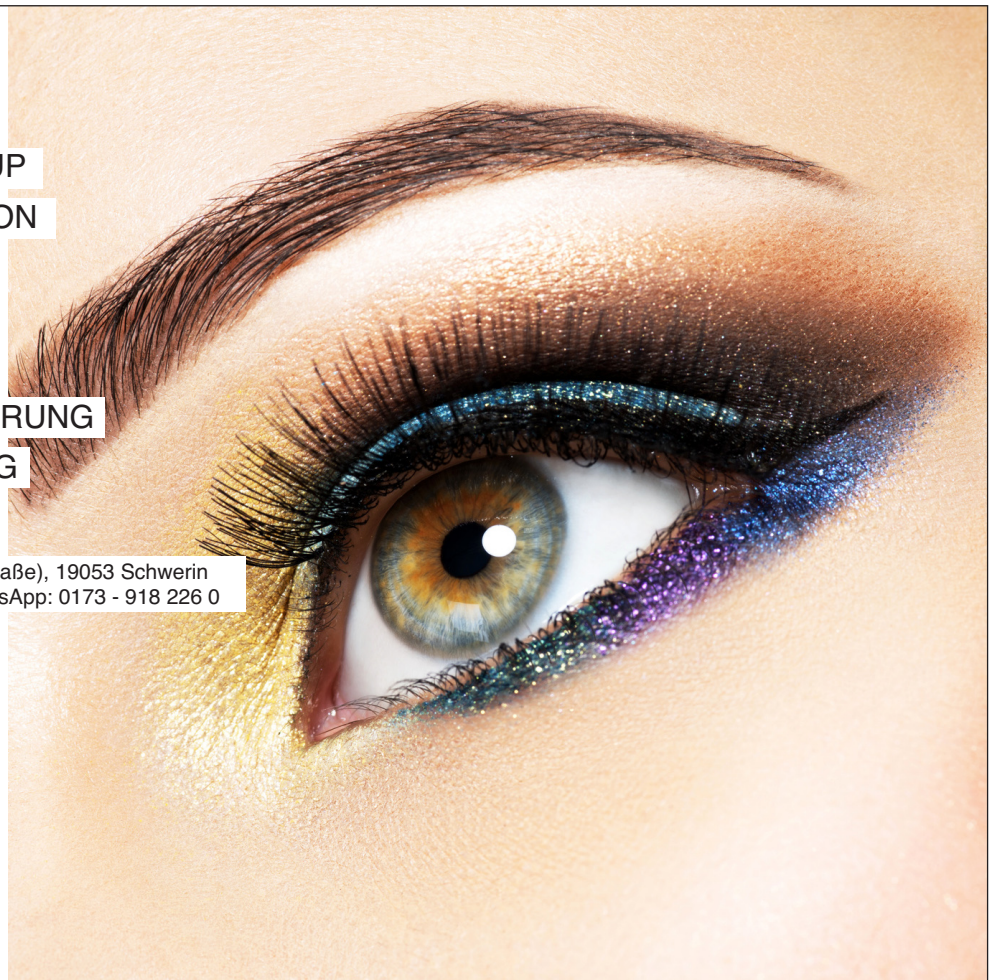 UP
ON
RUNG
G
aße), 19053 Schwerin
sApp: 0173 - 918 226 0